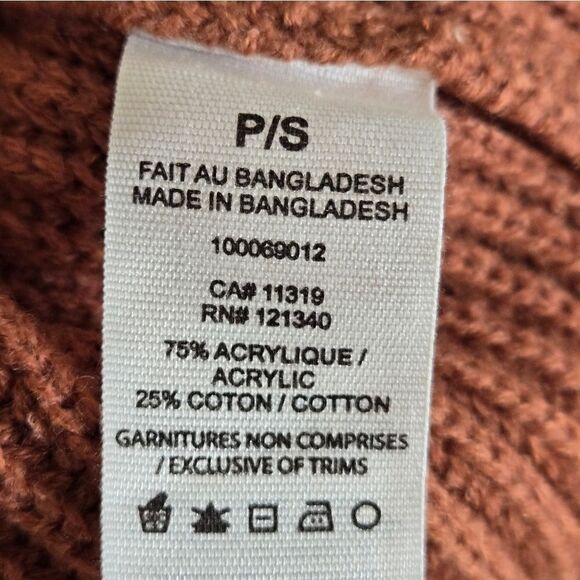 P/S
FAIT AU BANGLADESH
MADE IN BANGLADESH
100069012
CA# 11319
RN# 121340
75% ACRYLIQUE /
ACRYLIC
25% COTON / COTTON
GARNITURES NON COMPRISES
/ EXCLUSIVE OF TRIMS